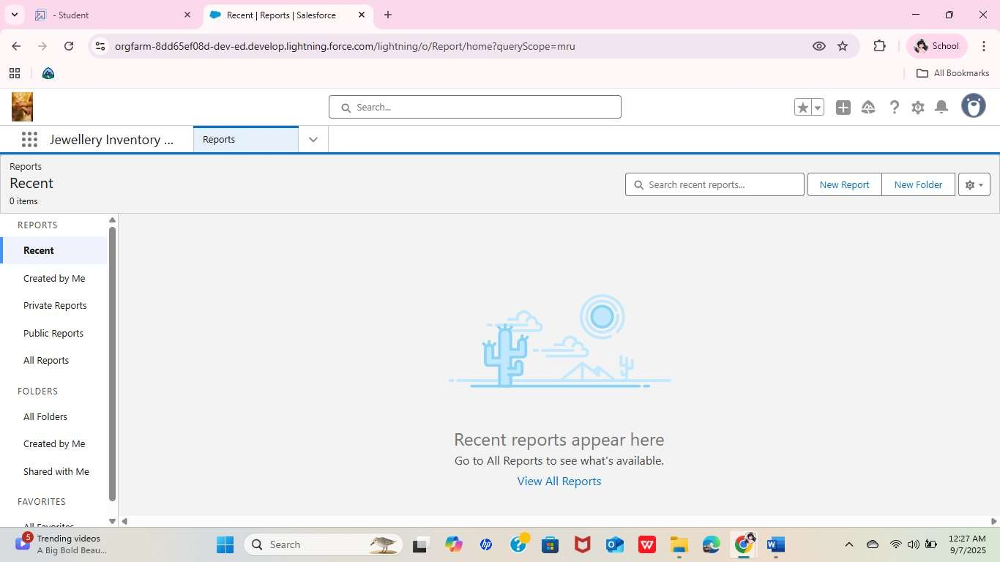 - Student
Recent | Reports | Salesforce
orgfarm-8dd65ef08d-dev-ed.develop.lightning.force.com/lightning/o/Report/home?queryScope=mru
School
All Bookmarks
Search...
Jewellery Inventory ...
Reports
Reports
Recent
0 items
Search recent reports...
New Report
New Folder
REPORTS
Recent
Created by Me
Private Reports
Public Reports
All Reports
FOLDERS
All Folders
Created by Me
Shared with Me
FAVORITES
All Favorites
Recent reports appear here
Go to All Reports to see what's available.
View All Reports
5
Trending videos
A Big Bold Beau...
Search
12:27 AM
9/7/2025